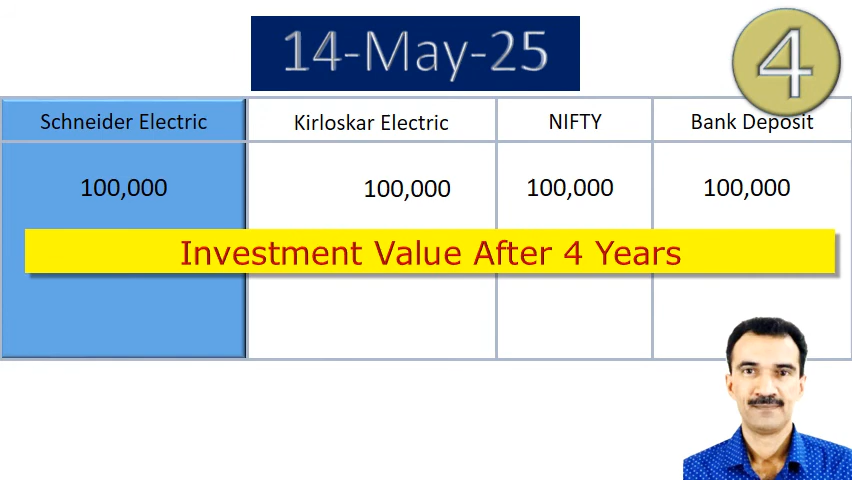 14-May-25
4
Schneider Electric Kirloskar Electric NIFTY Bank Deposit
100,000 100,000 100,000 100,000
Investment Value After 4 Years